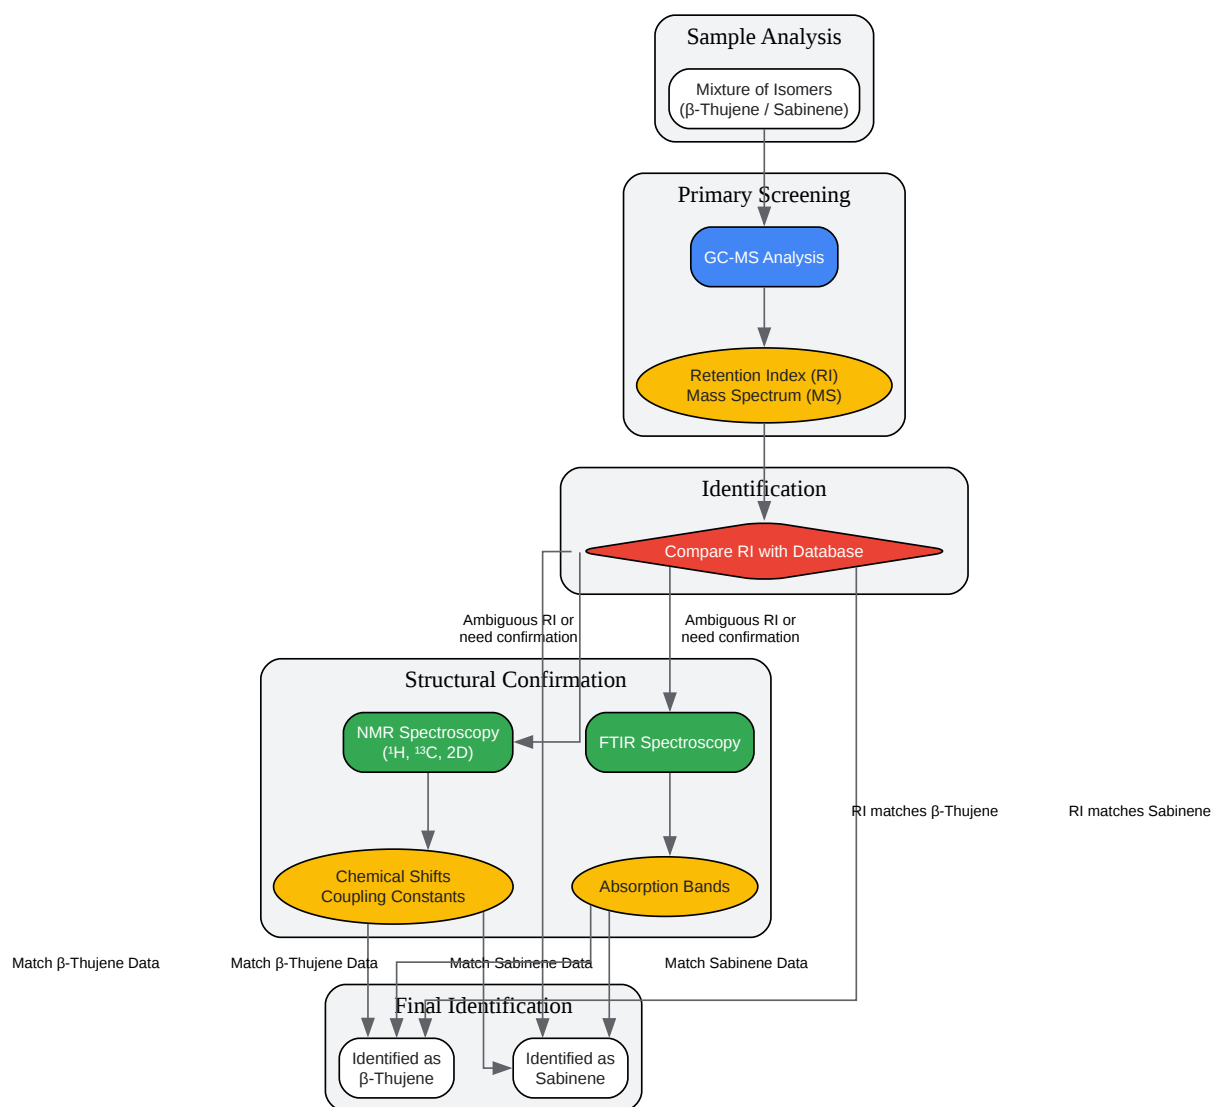 Sample Analysis
Mixture of Isomers
(β-Thujene / Sabinene)
Primary Screening
GC-MS Analysis
Retention Index (RI)
Mass Spectrum (MS)
Identification
Compare RI with Database
Ambiguous RI or
need confirmation
Ambiguous RI or
need confirmation
Structural Confirmation
NMR Spectroscopy
(¹H, ¹³C, 2D)
FTIR Spectroscopy
RI matches β-Thujene
RI matches Sabinene
Chemical Shifts
Coupling Constants
Absorption Bands
Match β-Thujene Data
Match β-Thujene Data
Match Sabinene Data
Match Sabinene Data
Final Identification
Identified as
β-Thujene
Identified as
Sabinene